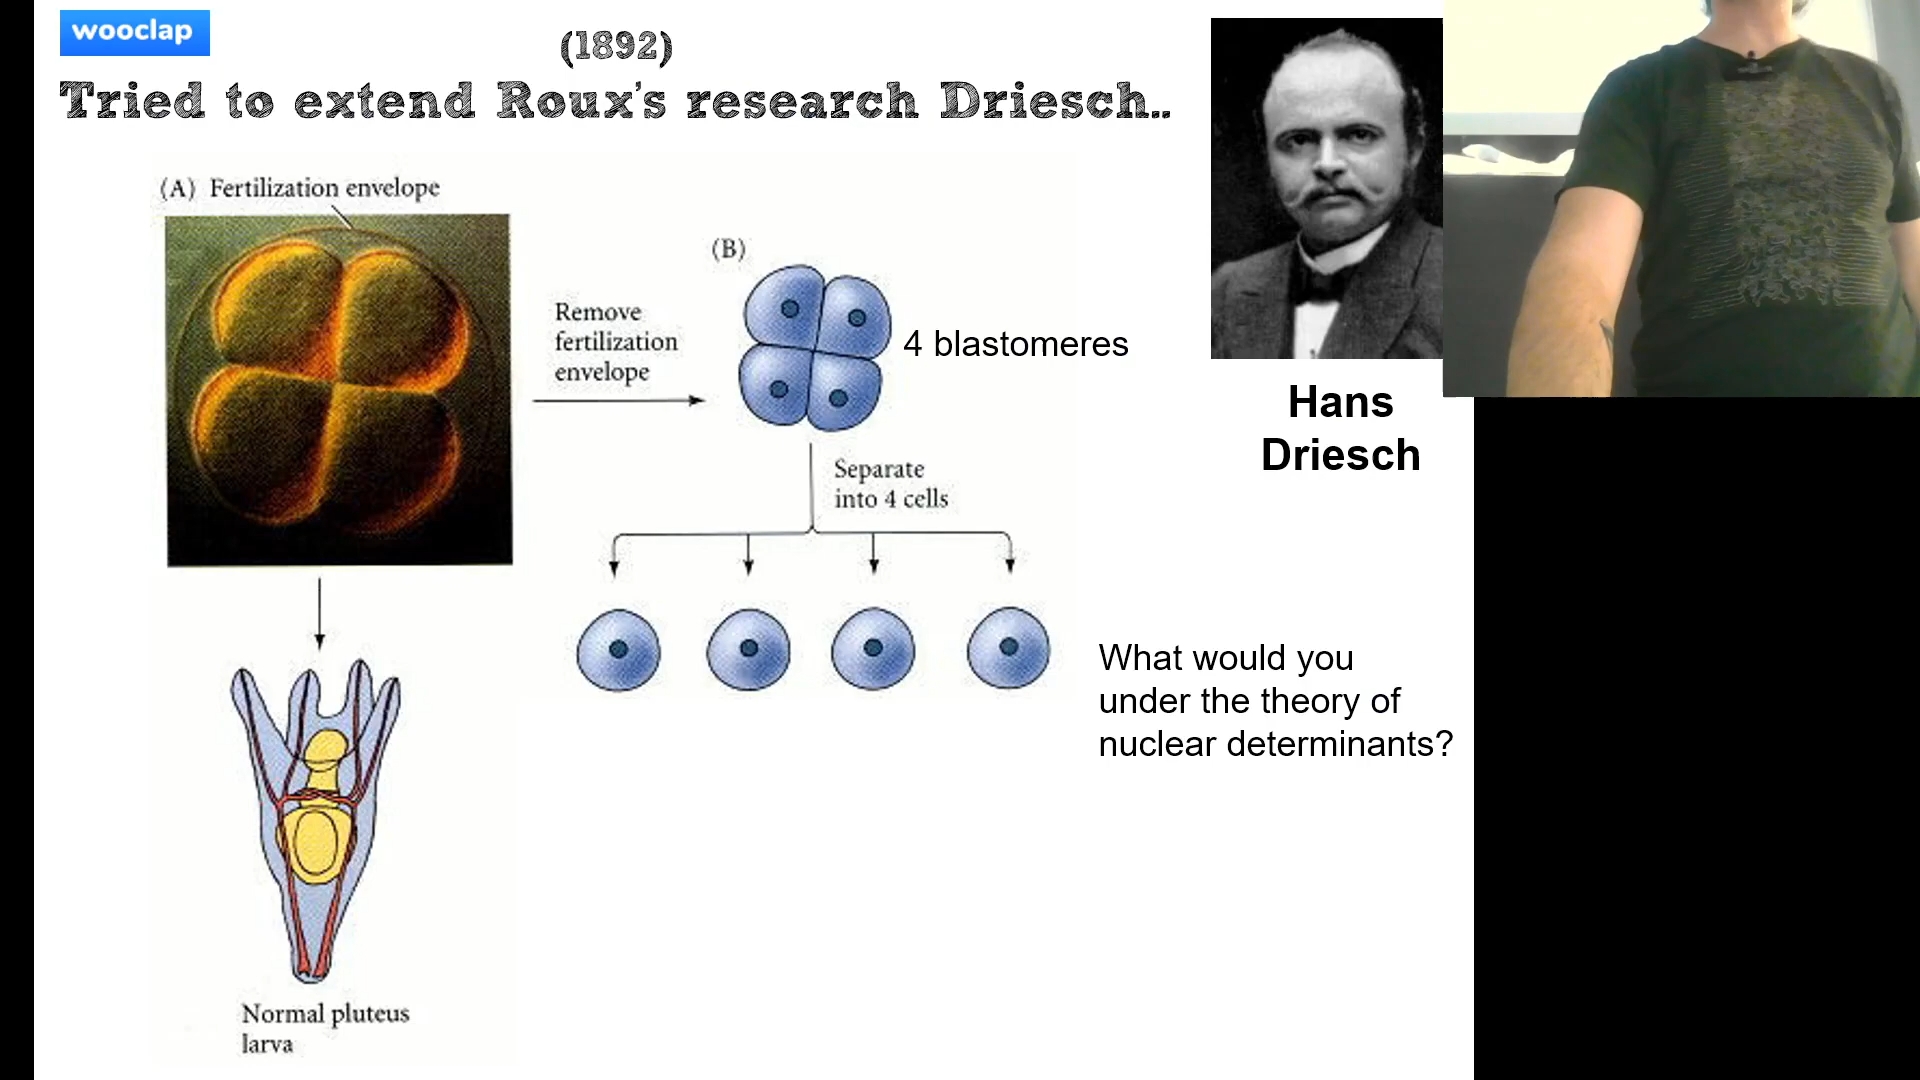 wooclap
(1892)
Tried to extend Roux's research Driesch..
(A) Fertilization envelope
(B)
Remove
fertilization
envelope
4 blastomeres
Hans
Driesch
Separate
into 4 cells
What would you
under the theory of
nuclear determinants?
Normal pluteus
larva